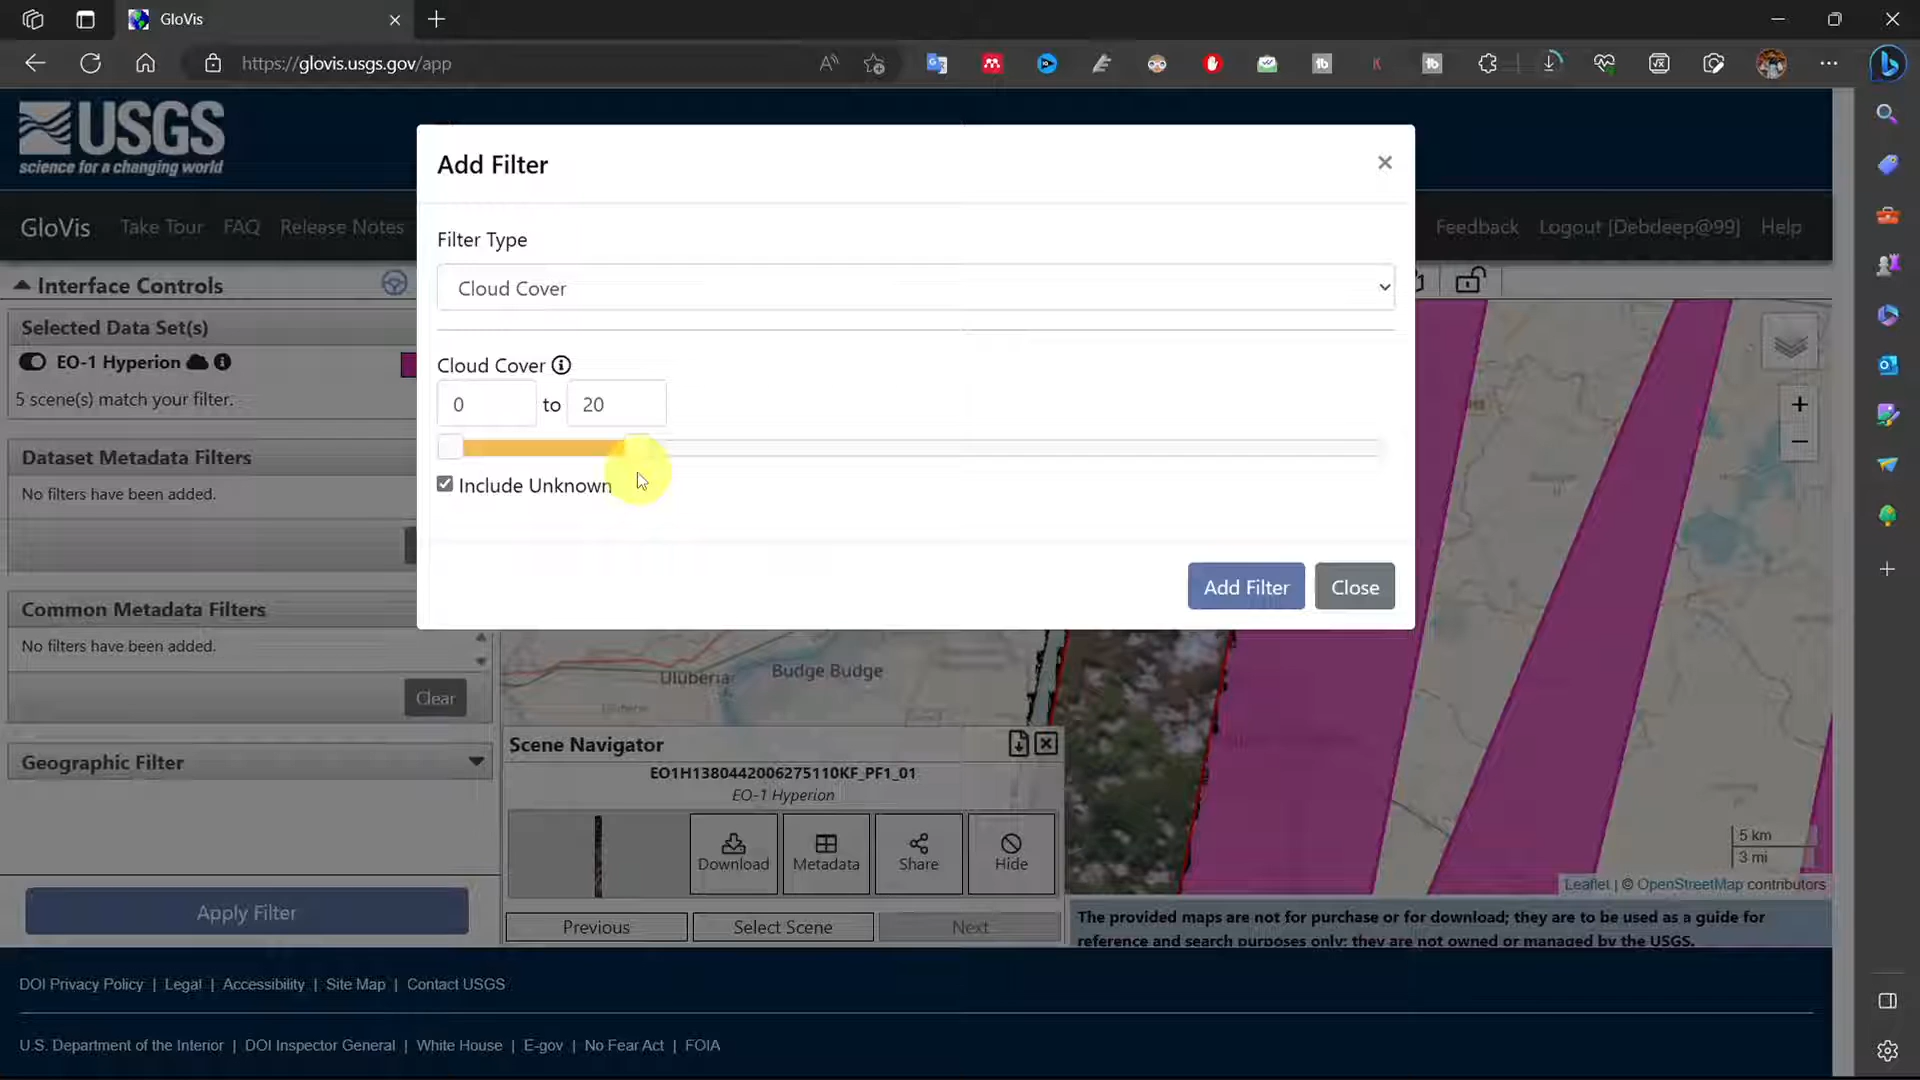 GloVis
https://glovis.usgs.gov/app
USGS
science for a changing world
GloVis
Take Tour
FAQ
Release Notes
Feedback
Logout [Debdeep@99]
Help
Interface Controls
Selected Data Set(s)
EO-1 Hyperion
5 scene(s) match your filter.
Dataset Metadata Filters
No filters have been added.
Common Metadata Filters
No filters have been added.
Clear
Geographic Filter
Apply Filter
Add Filter
Filter Type
Cloud Cover
Cloud Cover
0 to 20
Include Unknown
Add Filter
Close
Uluberia
Budge Budge
Scene Navigator
EO1H1380442006275110KF_PF1_01
EO-1 Hyperion
Download
Metadata
Share
Hide
Previous
Select Scene
Next
+
−
5 km
3 mi
Leaflet | © OpenStreetMap contributors
The provided maps are not for purchase or for download; they are to be used as a guide for
reference and search purposes only; they are not owned or managed by the USGS.
DOI Privacy Policy | Legal | Accessibility | Site Map | Contact USGS
U.S. Department of the Interior | DOI Inspector General | White House | E-gov | No Fear Act | FOIA